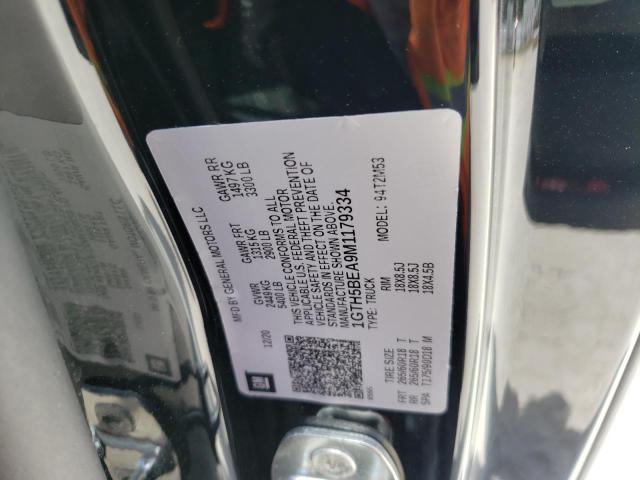 MFD BY GENERAL MOTORS LLC
12/20 GVWR GAWR FRT GAWR RR
2449 KG 1315 KG 1497 KG
5400 LB 2900 LB 3300 LB
THIS VEHICLE CONFORMS TO ALL
APPLICABLE U.S. FEDERAL MOTOR
VEHICLE SAFETY AND THEFT PREVENTION
STANDARDS IN EFFECT ON THE DATE OF
MANUFACTURE SHOWN ABOVE.
1GTH5BEA9M1179334
TYPE: TRUCK MODEL: 94T2M53
TIRE SIZE RIM
FRT 265/60R18 T 18X8.5J
RR 265/60R18 T 18X8.5J
SPA T175/90D18 M 18X4.5B
GM